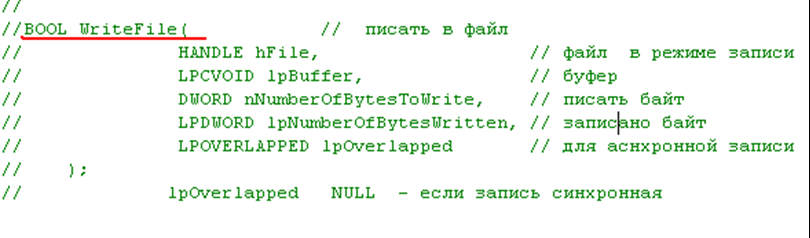 //
//BOOL WriteFile( // писать в файл
// HANDLE hFile, // файл в режиме записи
// LPCVOID lpBuffer, // буфер
// DWORD nNumberOfBytesToWrite, // писать байт
// LPDWORD lpNumberOfBytesWritten, // записано байт
// LPOVERLAPPED lpOverlapped // для аснхронной записи
// );
// lpOverlapped NULL - если запись синхронная